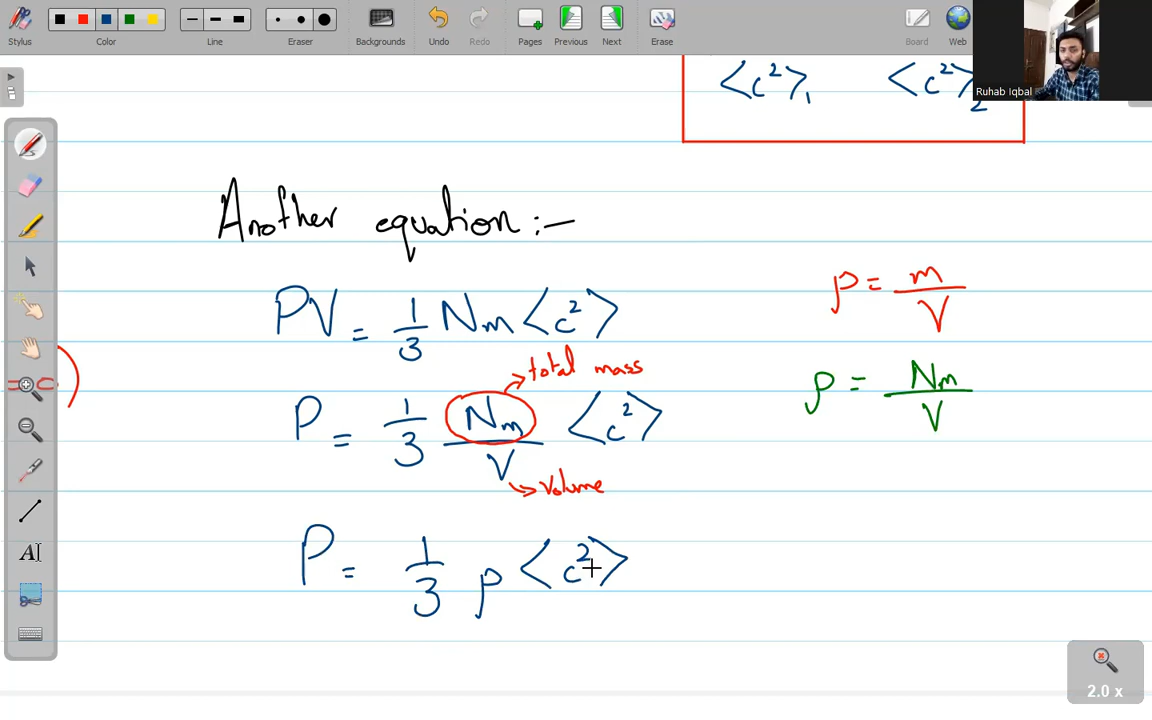 Stylus Color Line Eraser Backgrounds Undo Redo Pages Previous Next Erase Board Web
Ruhab Iqbal
<c²>₁ <c²>₂
Another equation :-
PV = 1/3 Nm <c²>
ρ = m/V
total mass
P = 1/3 Nm/V <c²>
ρ = Nm/V
volume
P = 1/3 ρ <c²>
A
2.0 x